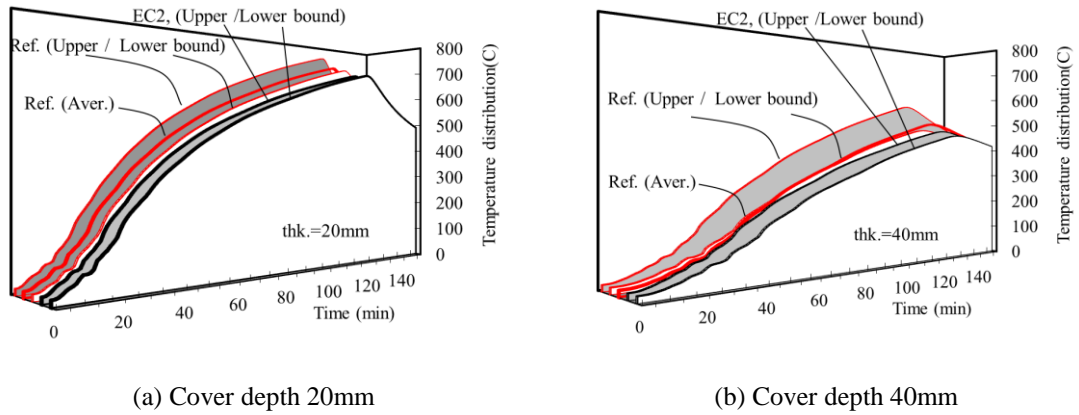 EC2, (Upper /Lower bound)
Ref. (Upper / Lower bound)
Ref. (Aver.)
thk.=20mm
800
700
600
500
400
300
200
100
0
Temperature distribution(C)
0
20
40
60
80
100
120
140
Time (min)
(a) Cover depth 20mm
EC2, (Upper /Lower bound)
Ref. (Upper / Lower bound)
Ref. (Aver.)
thk.=40mm
800
700
600
500
400
300
200
100
0
Temperature distribution(C)
0
20
40
60
80
100
120
140
Time (min)
(b) Cover depth 40mm